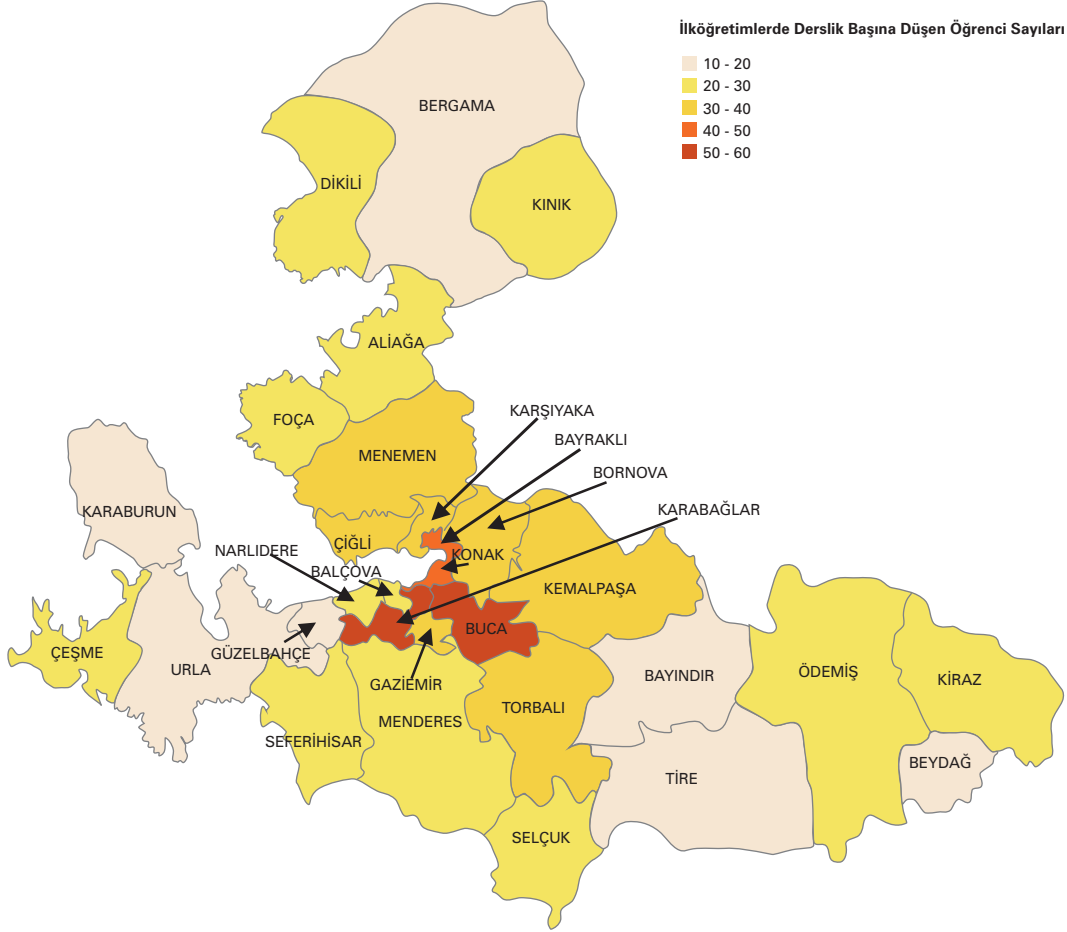 İlköğretimlerde Derslik Başına Düşen Öğrenci Sayıları
10 - 20
20 - 30
30 - 40
40 - 50
50 - 60
BERGAMA
DİKİLİ
KINIK
ALİAĞA
FOÇA
KARŞIYAKA
BAYRAKLI
MENEMEN
BORNOVA
KARABURUN
KARABAĞLAR
ÇİĞLİ
NARLIDERE
KONAK
BALÇOVA
KEMALPAŞA
BUCA
ÇEŞME
GÜZELBAHÇE
URLA
ÖDEMİŞ
BAYINDIR
KİRAZ
GAZİEMİR
TORBALI
MENDERES
SEFERİHİSAR
BEYDAĞ
TİRE
SELÇUK